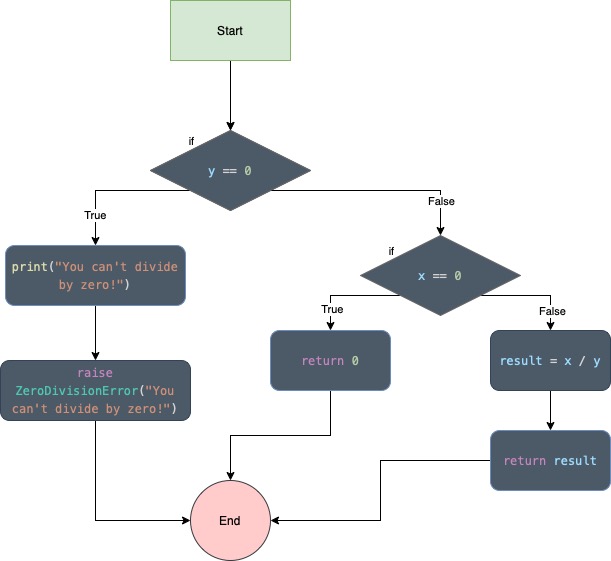 Start
if
y == 0
True
False
print("You can't divide
by zero!")
if
x == 0
True
False
raise
ZeroDivisionError("You
can't divide by zero!")
return 0
result = x / y
return result
End